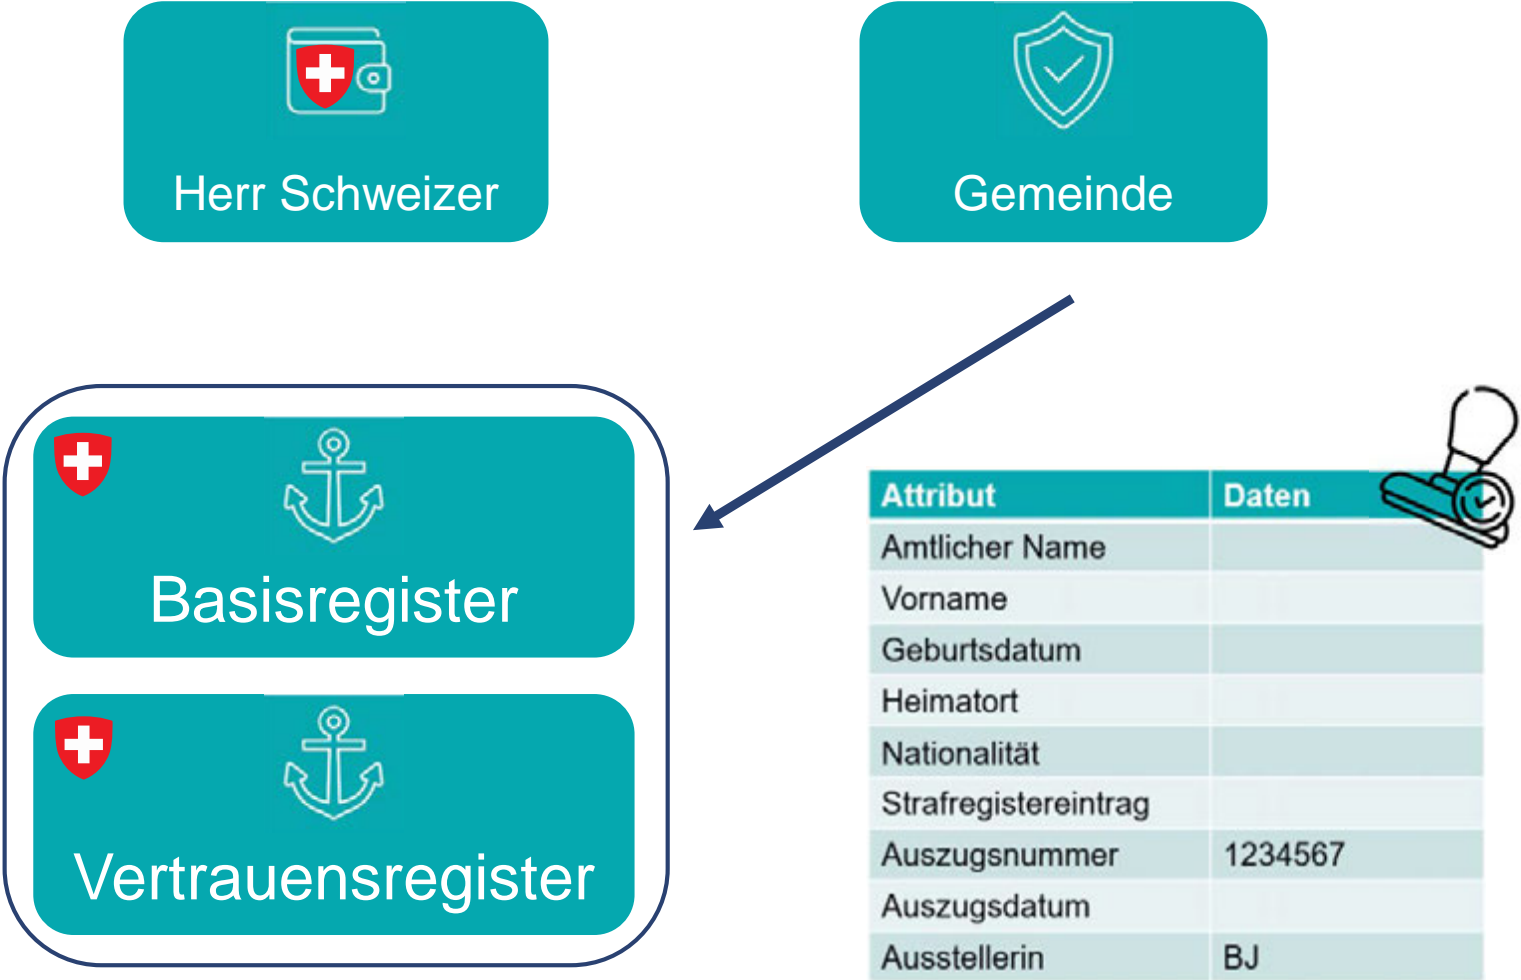 Herr Schweizer
Gemeinde
Basisregister
Vertrauensregister
Attribut Daten
Amtlicher Name
Vorname
Geburtsdatum
Heimatort
Nationalität
Strafregistereintrag
Auszugsnummer 1234567
Auszugsdatum
Ausstellerin BJ